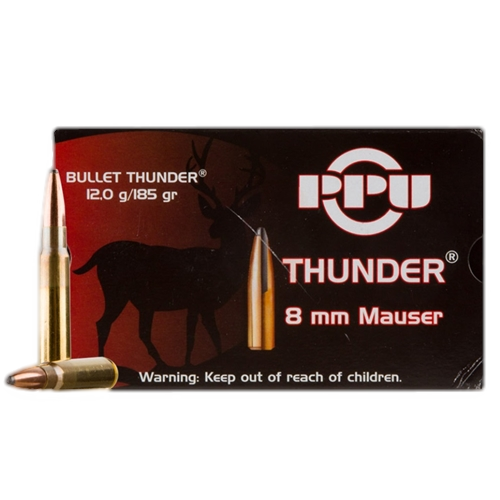 BULLET THUNDER®
12,0 g/185 gr
PPU
THUNDER®
8 mm Mauser
Warning: Keep out of reach of children.